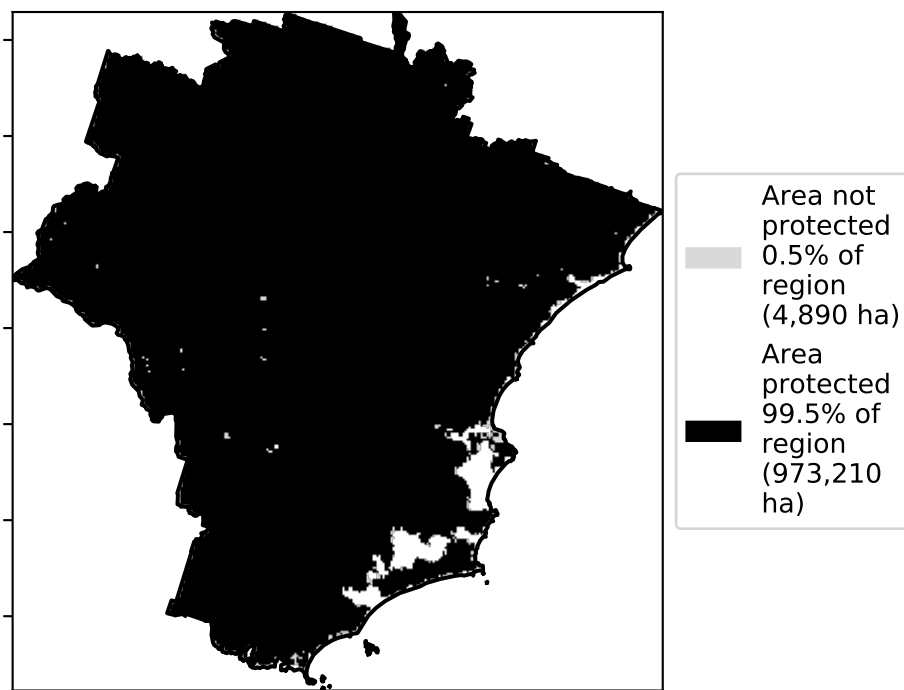 Area not
protected
0.5% of
region
(4,890 ha)
Area
protected
99.5% of
region
(973,210
ha)